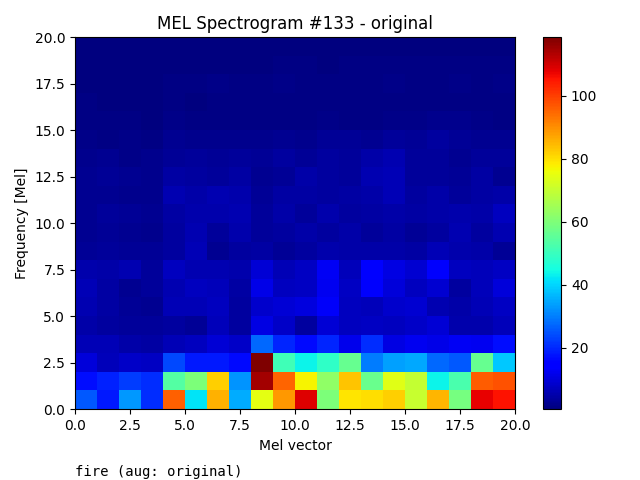 MEL Spectrogram #133 - original
20.0
17.5
15.0
12.5
10.0
7.5
5.0
2.5
0.0
Frequency [Mel]
0.0 2.5 5.0 7.5 10.0 12.5 15.0 17.5 20.0
Mel vector
100
80
60
40
20
fire (aug: original)